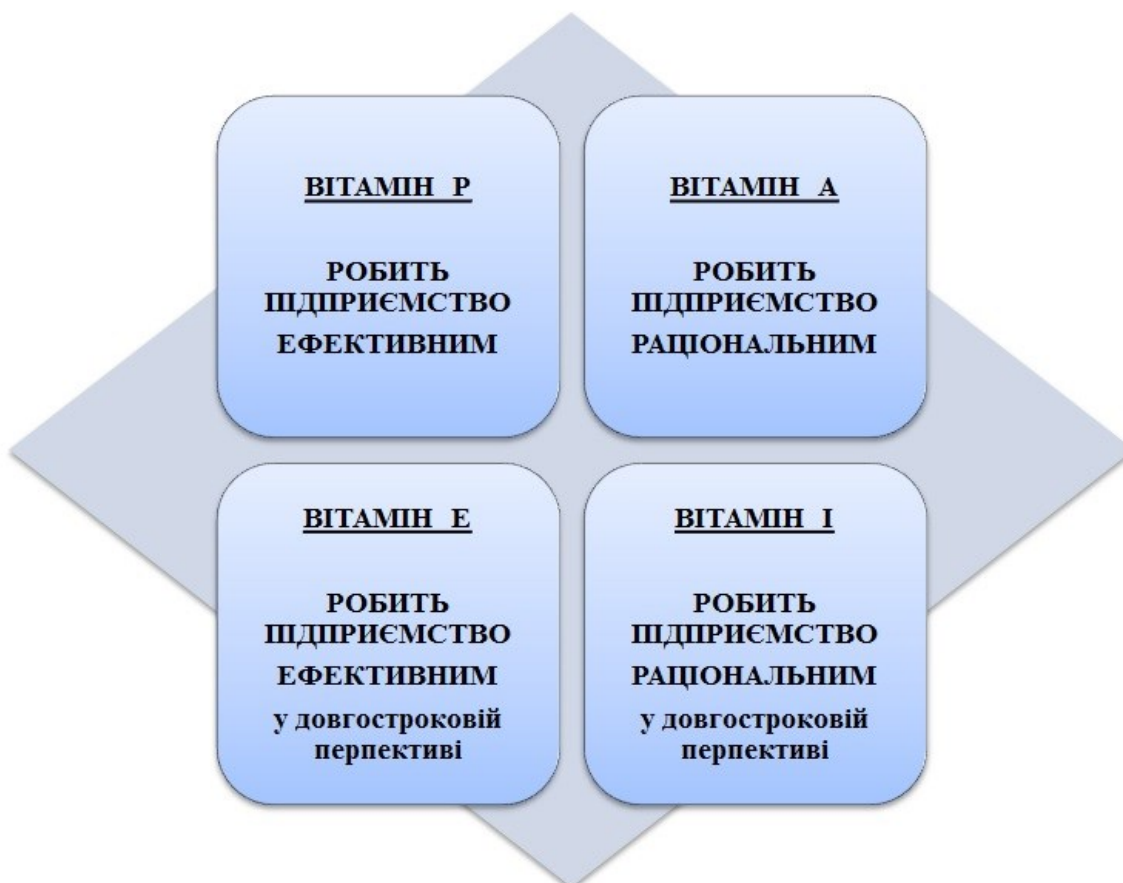 ВІТАМІН P
РОБИТЬ
ПІДПРИЄМСТВО
ЕФЕКТИВНИМ
ВІТАМІН A
РОБИТЬ
ПІДПРИЄМСТВО
РАЦІОНАЛЬНИМ
ВІТАМІН E
РОБИТЬ
ПІДПРИЄМСТВО
ЕФЕКТИВНИМ
у довгостроковій
перпективі
ВІТАМІН I
РОБИТЬ
ПІДПРИЄМСТВО
РАЦІОНАЛЬНИМ
у довгостроковій
перпективі